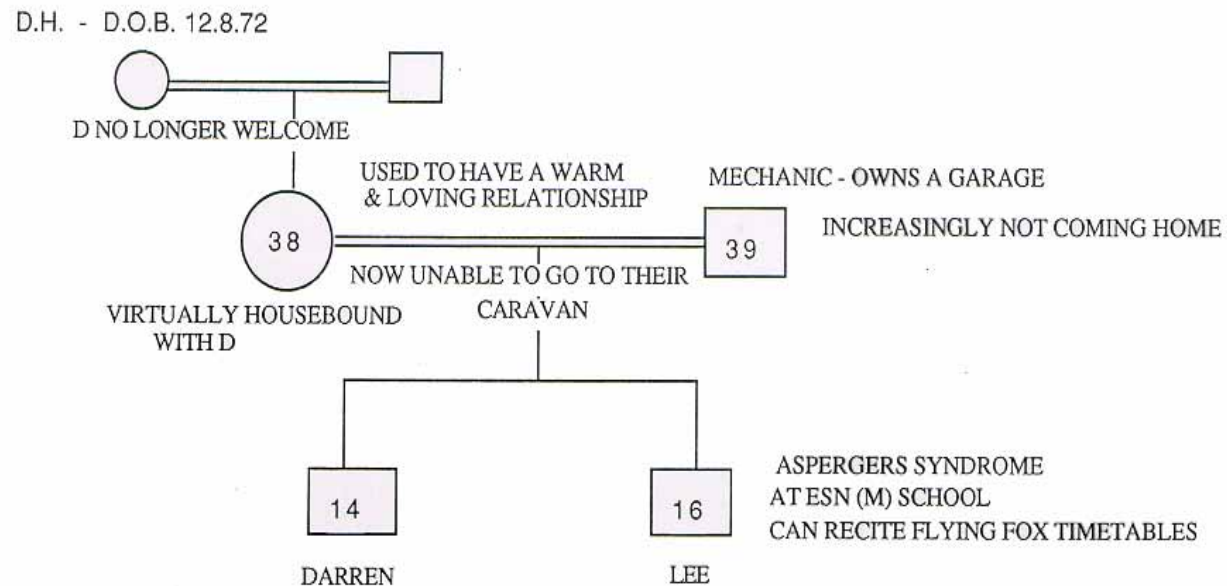 D.H. - D.O.B. 12.8.72
D NO LONGER WELCOME
USED TO HAVE A WARM
& LOVING RELATIONSHIP
MECHANIC - OWNS A GARAGE
INCREASINGLY NOT COMING HOME
38
39
NOW UNABLE TO GO TO THEIR
CARAVAN
VIRTUALLY HOUSEBOUND
WITH D
14
16
ASPERGERS SYNDROME
AT ESN (M) SCHOOL
CAN RECITE FLYING FOX TIMETABLES
DARREN
LEE